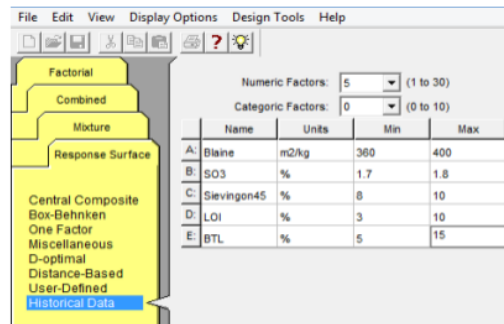 File Edit View Display Options Design Tools Help
Factorial
Combined
Mixture
Response Surface
Central Composite
Box-Behnken
One Factor
Miscellaneous
D-optimal
Distance-Based
User-Defined
Historical Data
Numeric Factors: 5 (1 to 30)
Categoric Factors: 0 (0 to 10)
Name Units Min Max
A: Blaine m2/kg 360 400
B: SO3 % 1.7 1.8
C: Sievingon45 % 8 10
D: LOI % 3 10
E: BTL % 5 15